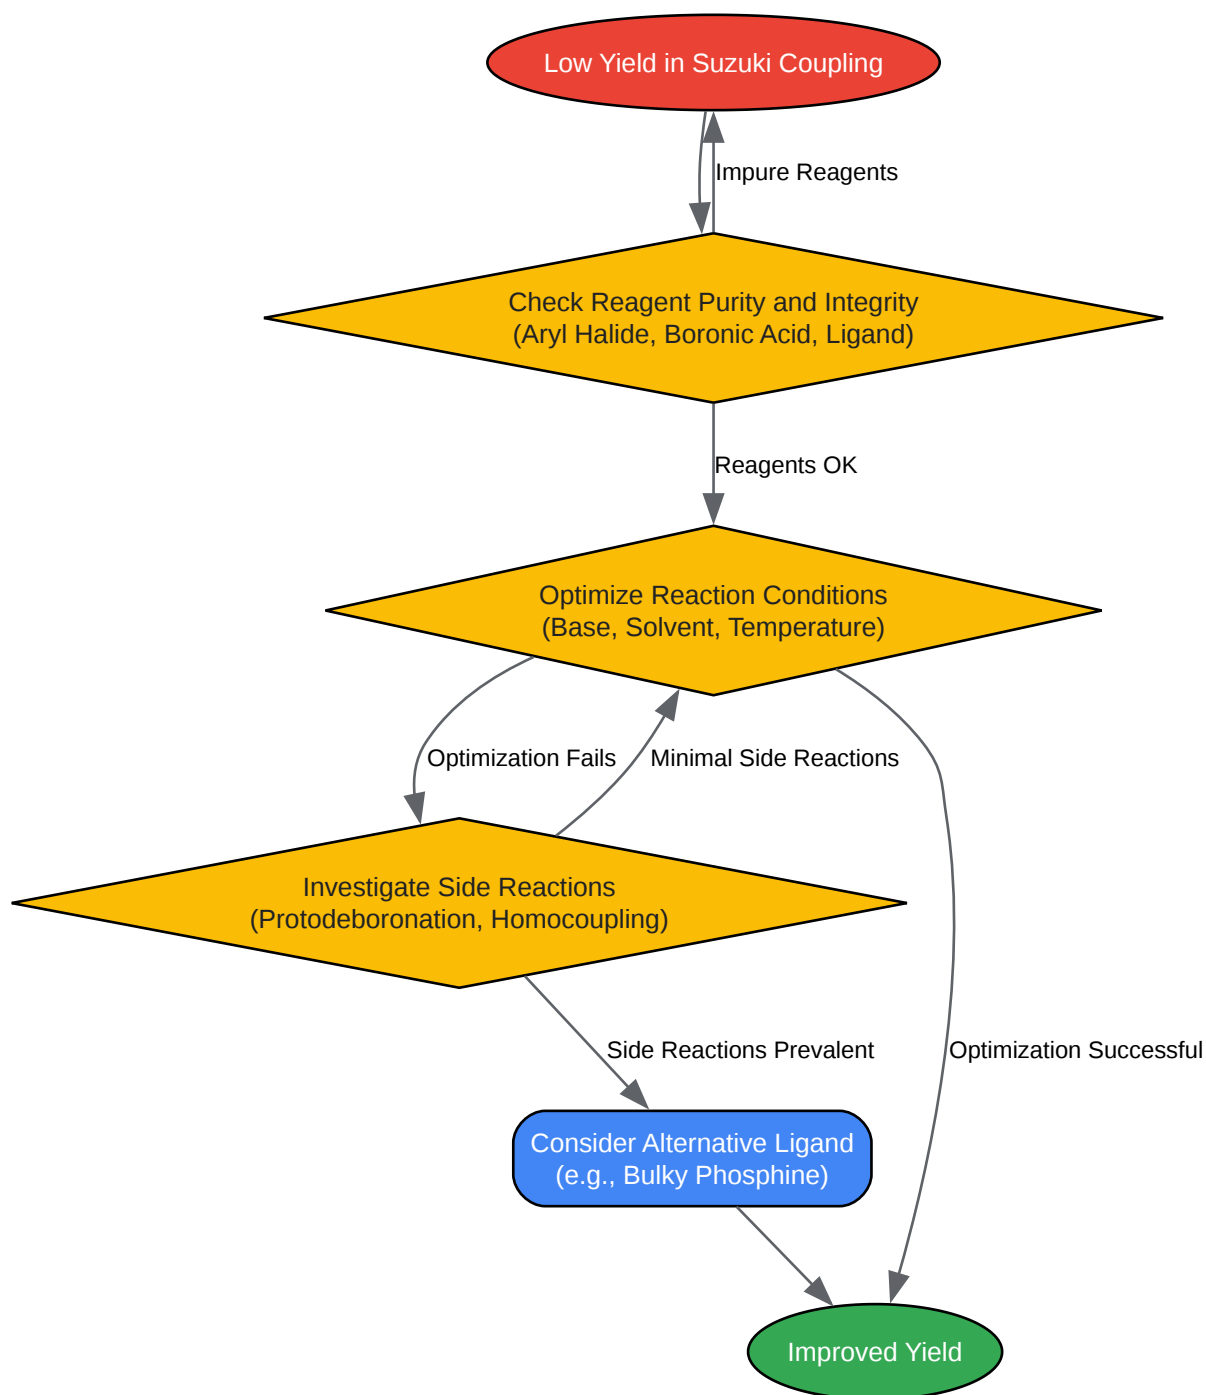 Low Yield in Suzuki Coupling
Impure Reagents
Check Reagent Purity and Integrity
(Aryl Halide, Boronic Acid, Ligand)
Reagents OK
Optimize Reaction Conditions
(Base, Solvent, Temperature)
Optimization Fails
Minimal Side Reactions
Investigate Side Reactions
(Protodeboronation, Homocoupling)
Side Reactions Prevalent
Optimization Successful
Consider Alternative Ligand
(e.g., Bulky Phosphine)
Improved Yield